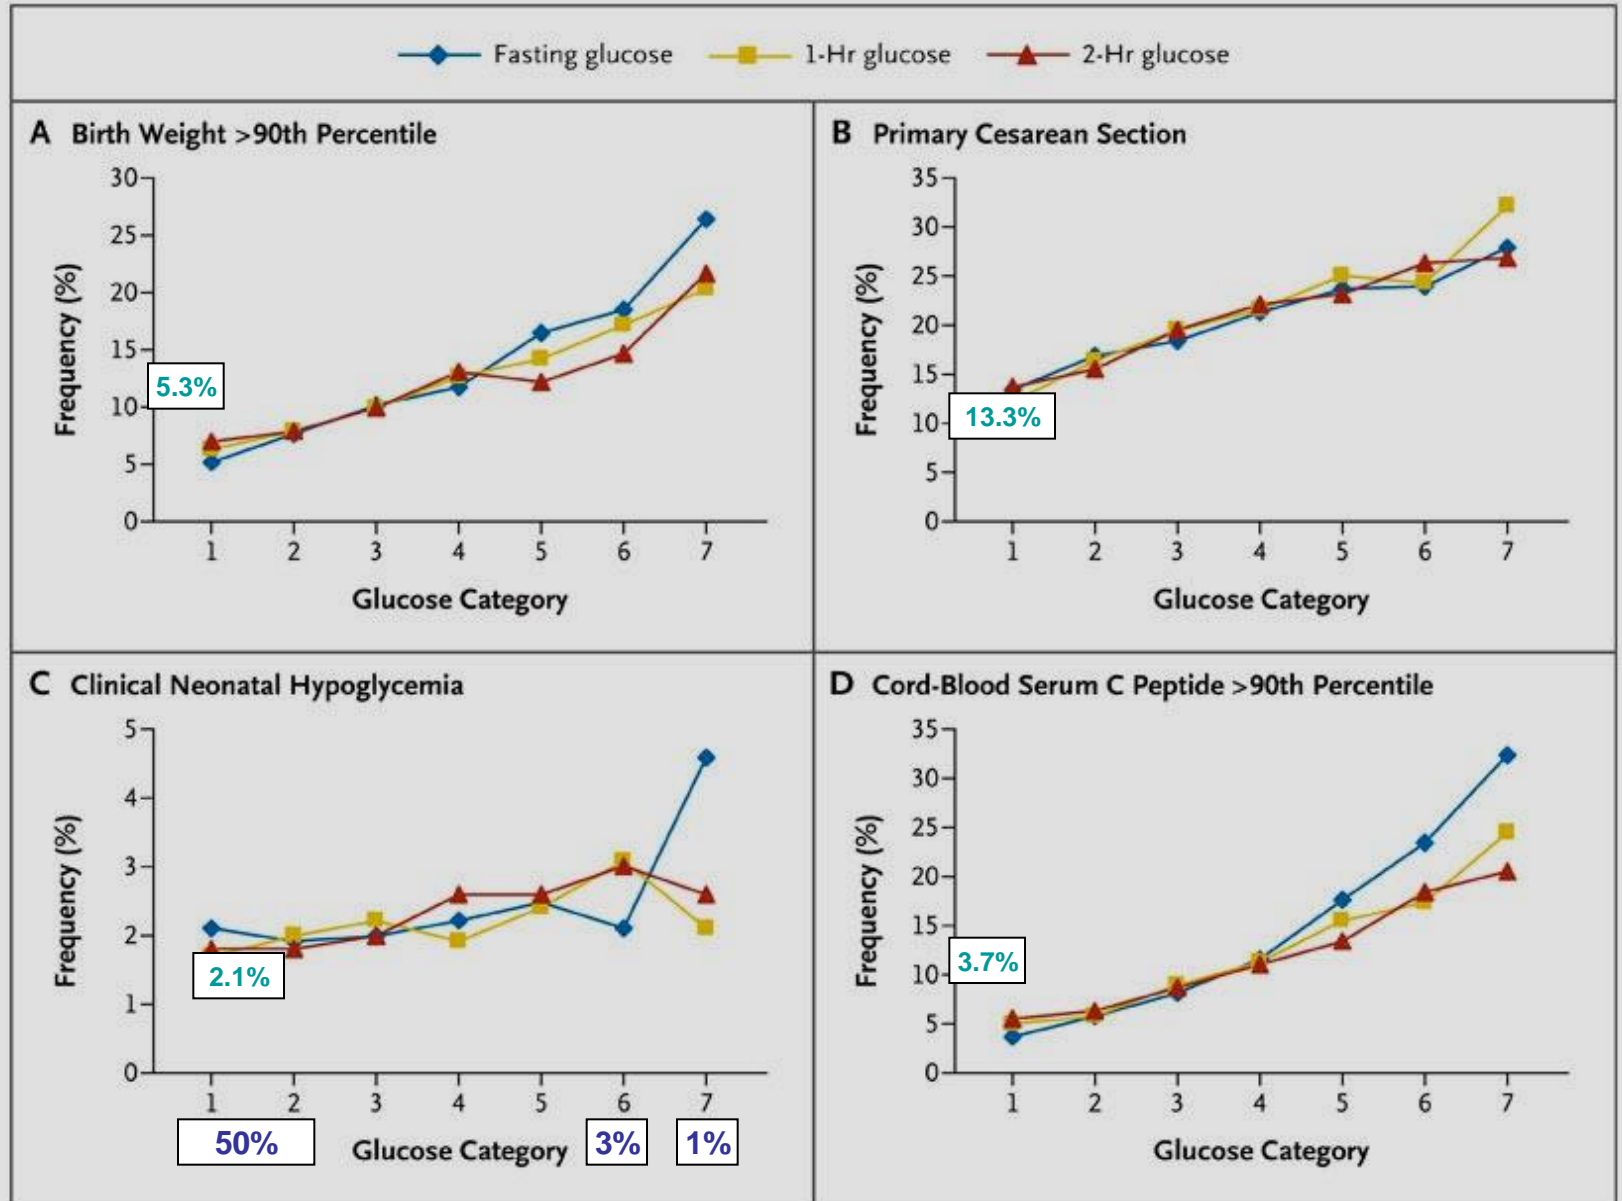 Fasting glucose 1-Hr glucose 2-Hr glucose
A Birth Weight >90th Percentile
30
25
20
15
10
5
0
Frequency (%)
5.3%
1 2 3 4 5 6 7
Glucose Category
B Primary Cesarean Section
35
30
25
20
15
10
5
0
Frequency (%)
13.3%
1 2 3 4 5 6 7
Glucose Category
C Clinical Neonatal Hypoglycemia
5
4
3
2
1
0
Frequency (%)
2.1%
1 2 3 4 5 6 7
50% Glucose Category 3% 1%
D Cord-Blood Serum C Peptide >90th Percentile
35
30
25
20
15
10
5
0
Frequency (%)
3.7%
1 2 3 4 5 6 7
Glucose Category